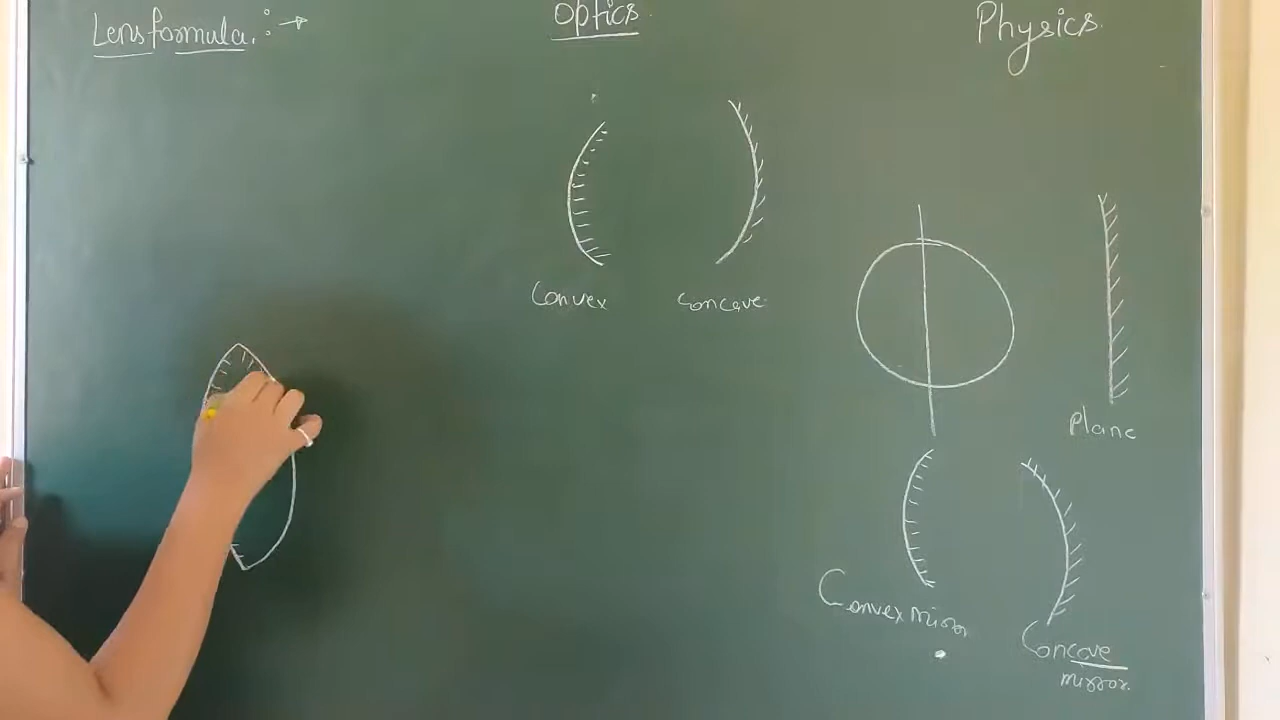 Lens formula. : →
Optics.
Physics.
Convex
Concave
Plane
Convex mirror
Concave
mirror.